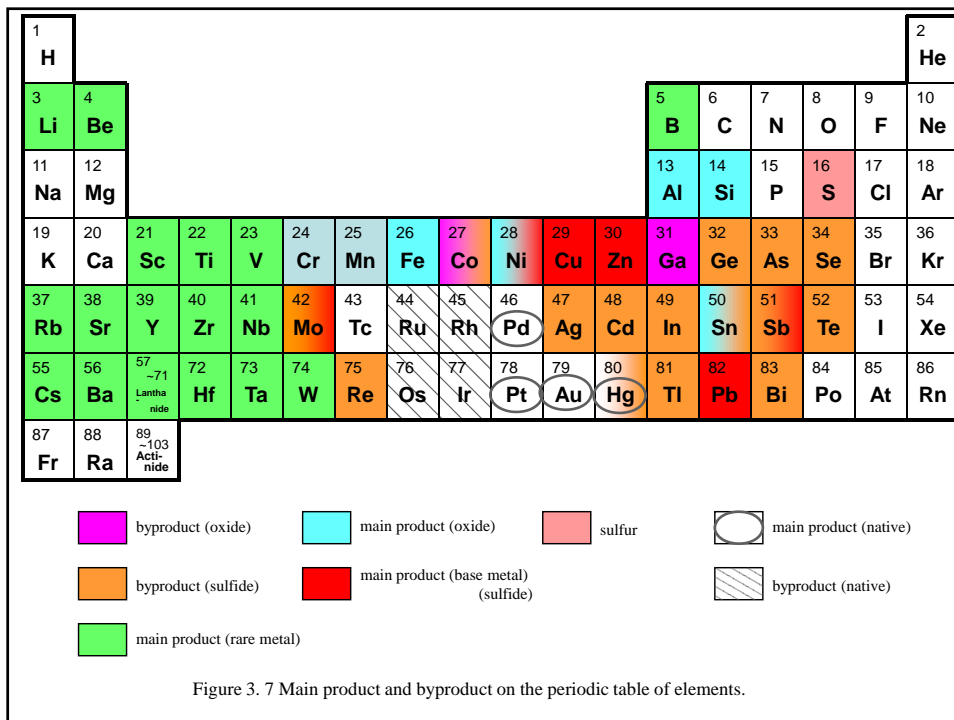 1 2
H He
3 4 5 6 7 8 9 10
Li Be B C N O F Ne
11 12 13 14 15 16 17 18
Na Mg Al Si P S Cl Ar
19 20 21 22 23 24 25 26 27 28 29 30 31 32 33 34 35 36
K Ca Sc Ti V Cr Mn Fe Co Ni Cu Zn Ga Ge As Se Br Kr
37 38 39 40 41 42 43 44 45 46 47 48 49 50 51 52 53 54
Rb Sr Y Zr Nb Mo Tc Ru Rh Pd Ag Cd In Sn Sb Te I Xe
55 56 57 ~71 72 73 74 75 76 77 78 79 80 81 82 83 84 85 86
Cs Ba Lantha- nide Hf Ta W Re Os Ir Pt Au Hg Tl Pb Bi Po At Rn
87 88 89 ~103
Fr Ra Acti- nide
byproduct (oxide) main product (oxide) sulfur main product (native)
byproduct (sulfide) main product (base metal) (sulfide) byproduct (native)
main product (rare metal)
Figure 3. 7 Main product and byproduct on the periodic table of elements.